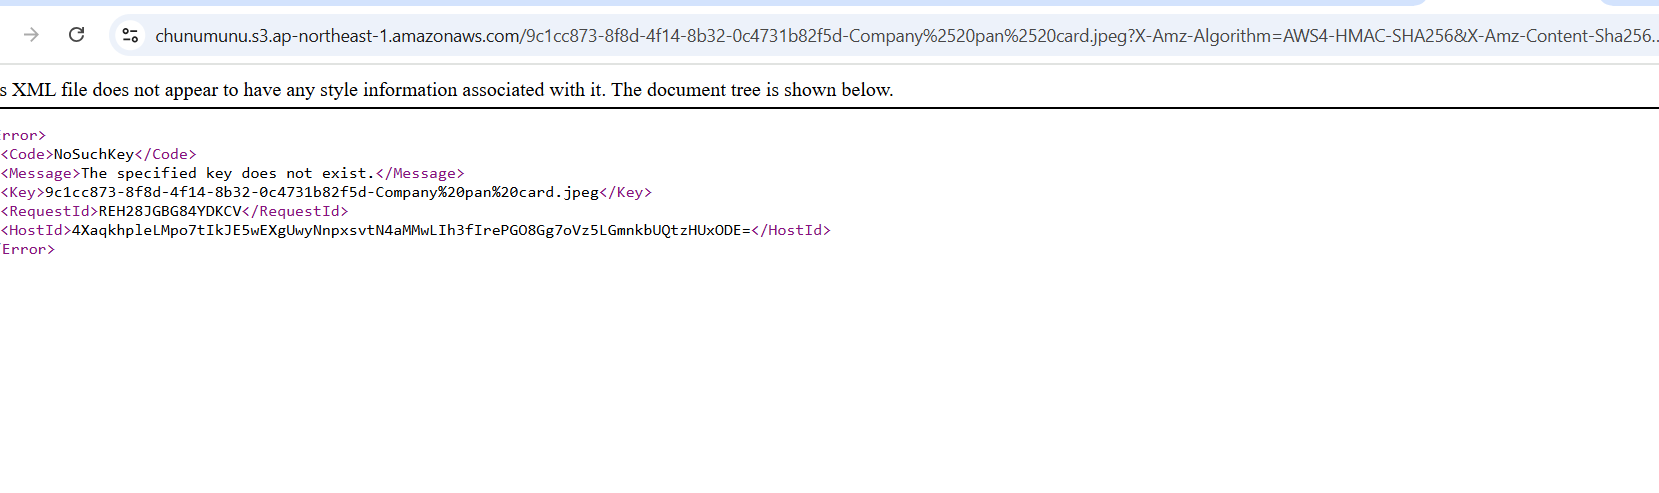 chunumunu.s3.ap-northeast-1.amazonaws.com/9c1cc873-8f8d-4f14-8b32-0c4731b82f5d-Company%2520pan%2520card.jpeg?X-Amz-Algorithm=AWS4-HMAC-SHA256&X-Amz-Content-Sha256...
s XML file does not appear to have any style information associated with it. The document tree is shown below.
rror>
<Code>NoSuchKey</Code>
<Message>The specified key does not exist.</Message>
<Key>9c1cc873-8f8d-4f14-8b32-0c4731b82f5d-Company%20pan%20card.jpeg</Key>
<RequestId>REH28JGBG84YDKCV</RequestId>
<HostId>4XaqkhpleLMpo7tIkJE5wEXgUwyNnpxsvtN4aMMwLIh3fIrePGO8Gg7oVz5LGmnkbUQtzHUxODE=</HostId>
Error>